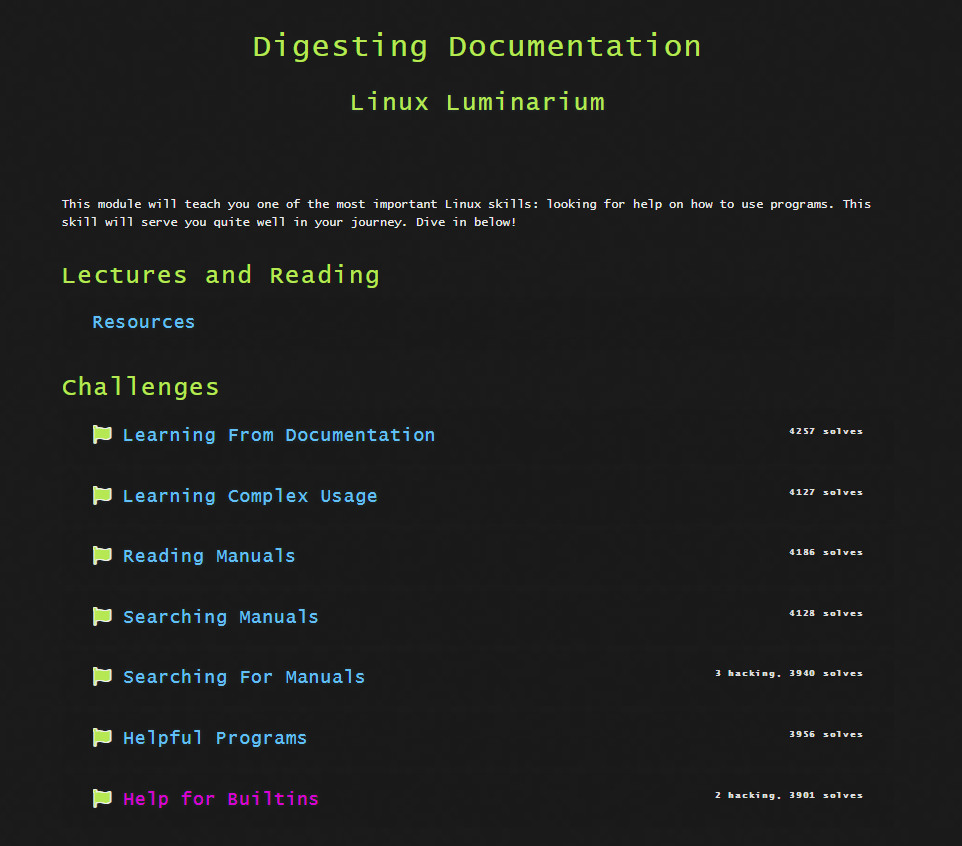 Digesting Documentation
Linux Luminarium
This module will teach you one of the most important Linux skills: looking for help on how to use programs. This
skill will serve you quite well in your journey. Dive in below!
Lectures and Reading
Resources
Challenges
Learning From Documentation 4257 solves
Learning Complex Usage 4127 solves
Reading Manuals 4186 solves
Searching Manuals 4128 solves
Searching For Manuals 3 hacking, 3940 solves
Helpful Programs 3956 solves
Help for Builtins 2 hacking, 3901 solves